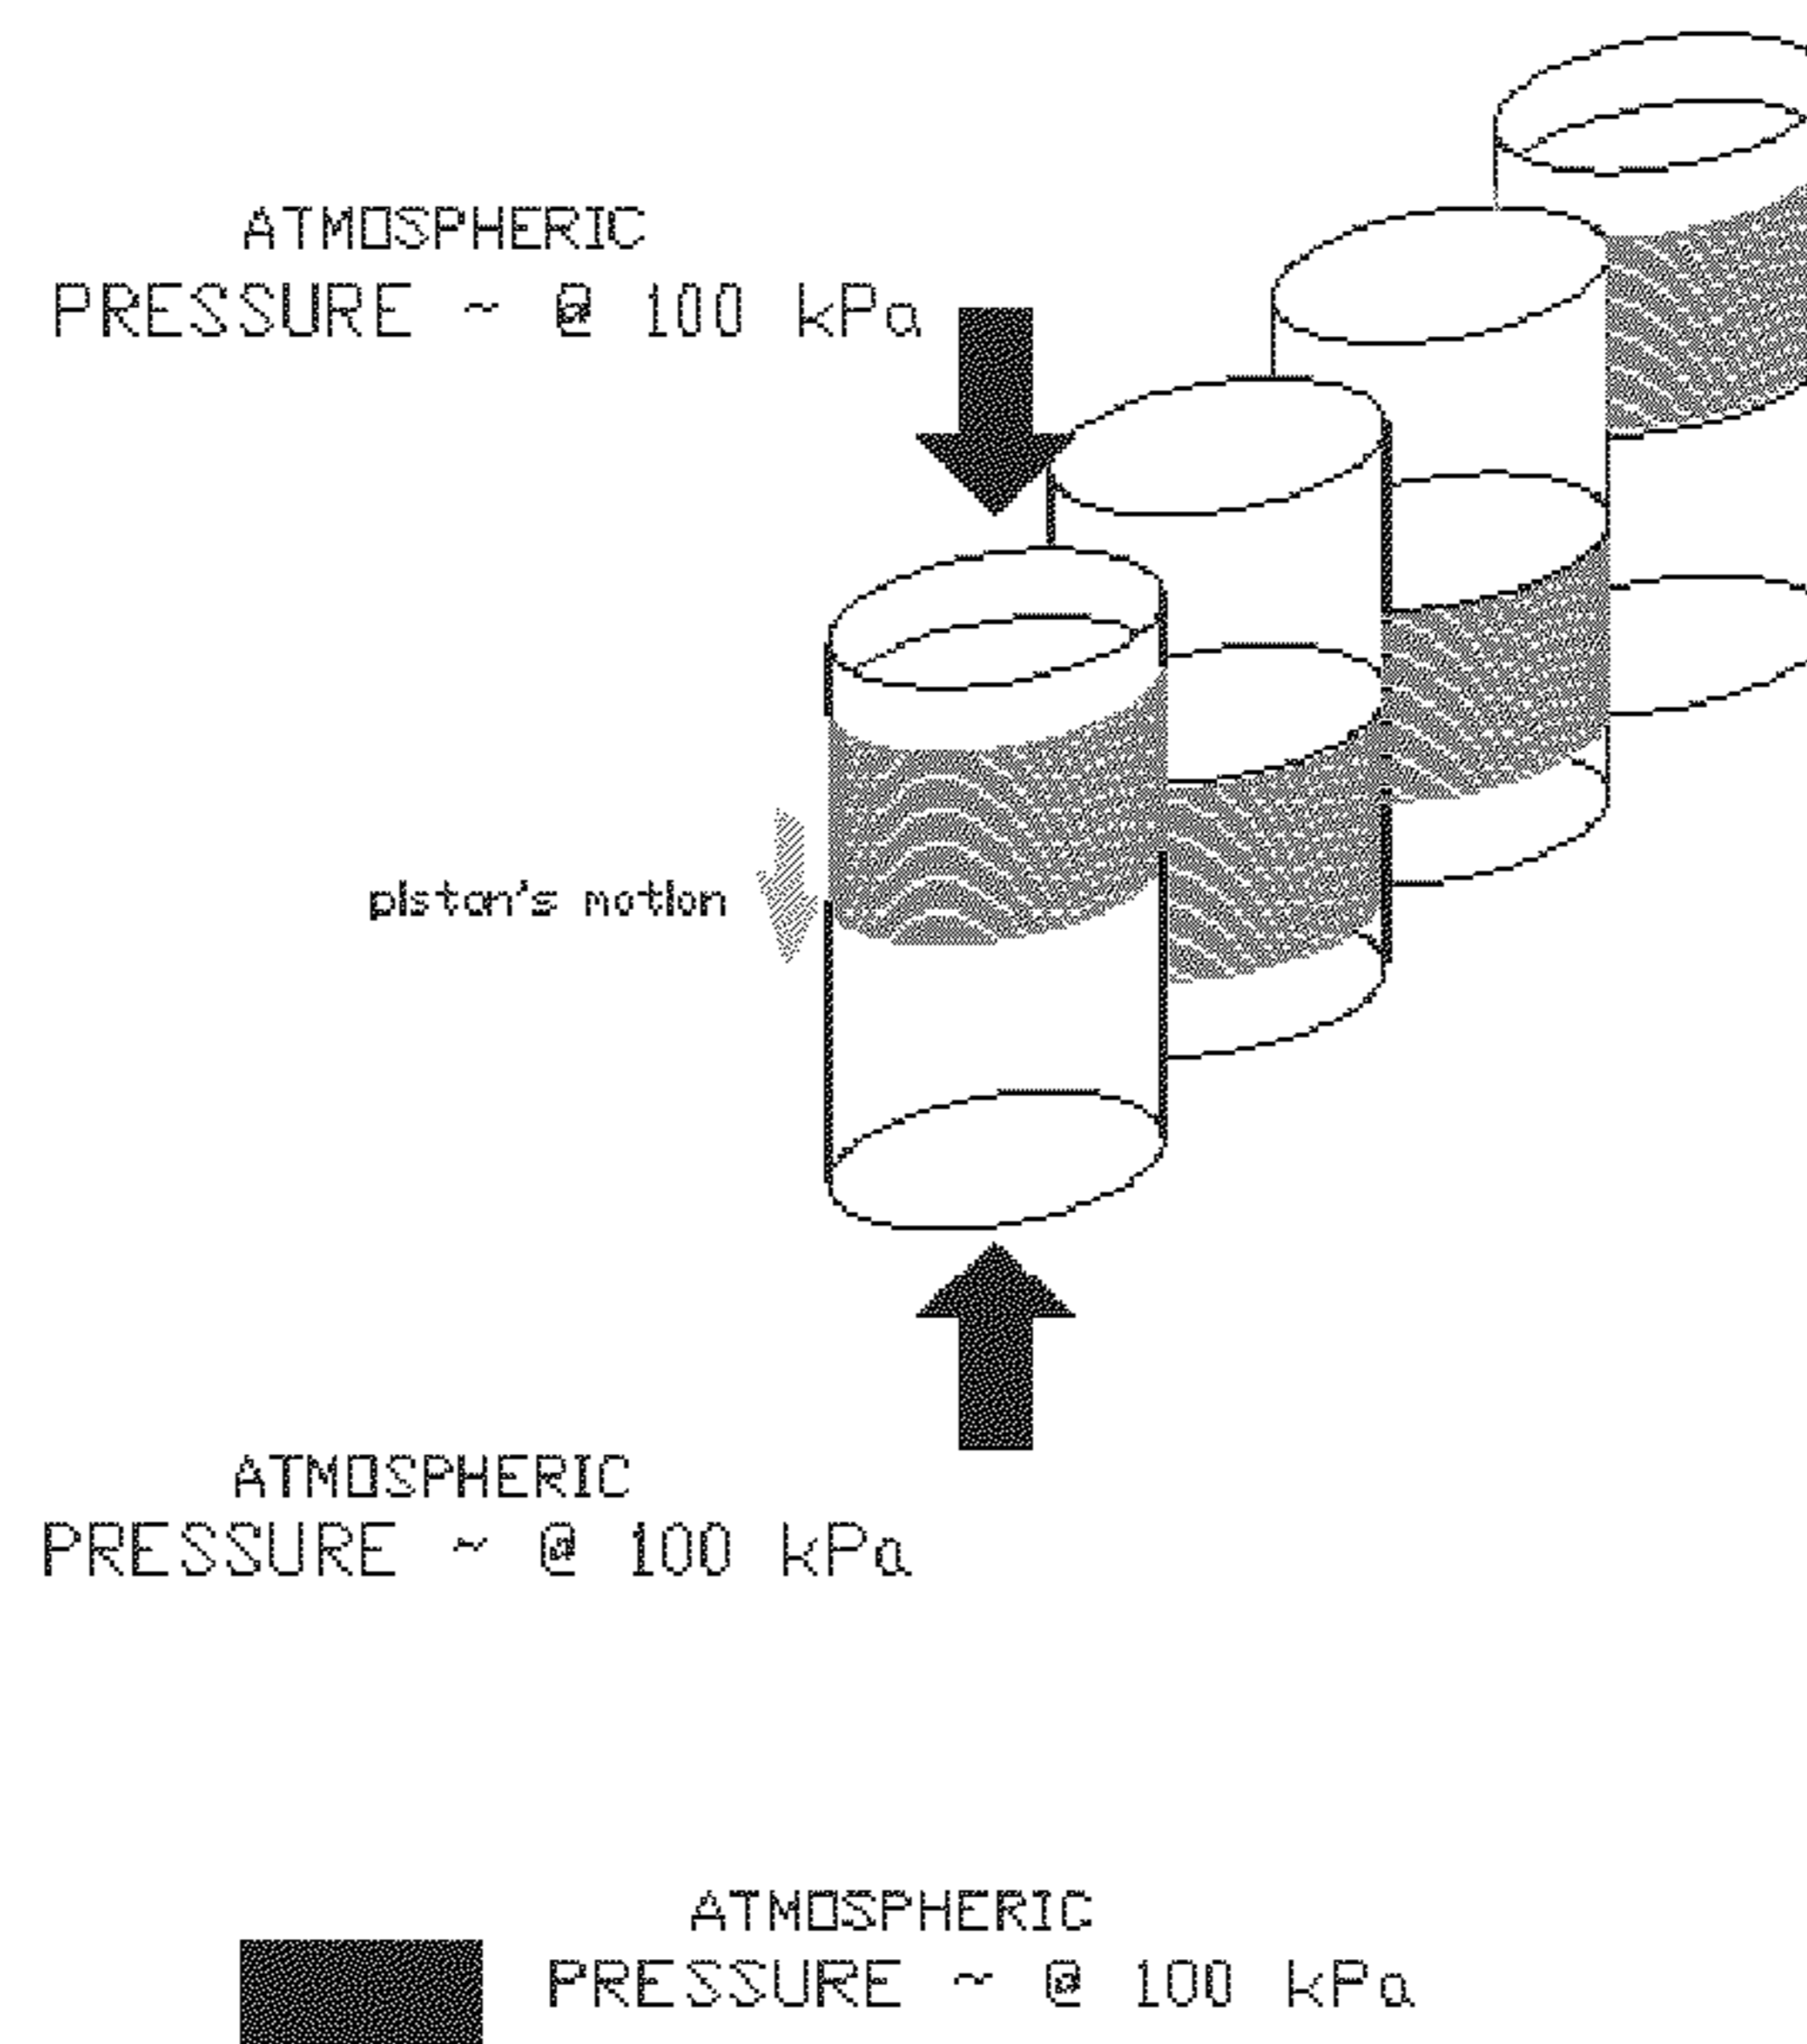 ATMOSPHERIC
PRESSURE ~ @ 100 kPa
piston's motion
ATMOSPHERIC
PRESSURE ~ @ 100 kPa
ATMOSPHERIC
PRESSURE ~ @ 100 kPa